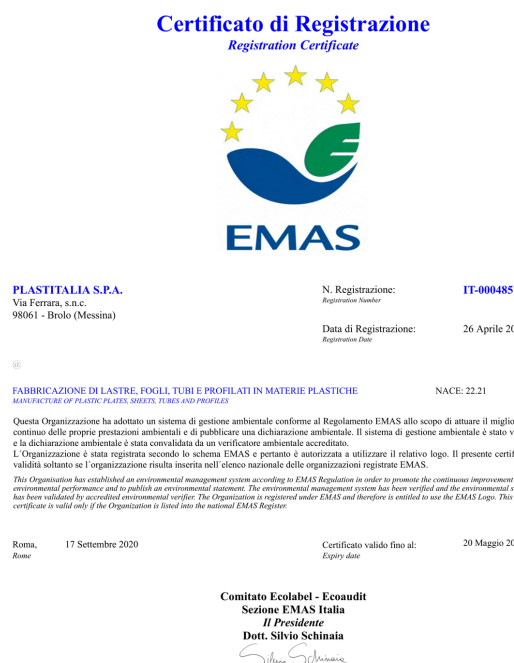 Certificato di Registrazione
Registration Certificate
EMAS
PLASTITALIA S.P.A.
Via Ferrara, s.n.c.
98061 - Brolo (Messina)
N. Registrazione:
Registration Number
IT-000485
Data di Registrazione:
Registration Date
26 Aprile
@
FABBRICAZIONE DI LASTRE, FOGLI, TUBI E PROFILATI IN MATERIE PLASTICHE
MANUFACTURE OF PLASTIC PLATES, SHEETS, TUBES AND PROFILES
NACE: 22.21
Questa Organizzazione ha adottato un sistema di gestione ambientale conforme al Regolamento EMAS allo scopo di attuare il
continuo delle proprie prestazioni ambientali e di pubblicare una dichiarazione ambientale. Il sistema di gestione ambientale è stato
e la dichiarazione ambientale è stata convalidata da un verificatore ambientale accreditato.
L´Organizzazione è stata registrata secondo lo schema EMAS e pertanto è autorizzata a utilizzare il relativo logo. Il presente
validità soltanto se l´organizzazione risulta inserita nell´elenco nazionale delle organizzazioni registrate EMAS.
This Organisation has established an environmental management system according to EMAS Regulation in order to promote the continuous improvement
environmental performance and to publish an environmental statement. The environmental management system has been verified and the environmental
has been validated by accredited environmental verifier. The Organization is registered under EMAS and therefore is entitled to use the EMAS Logo. This
certificate is valid only if the Organization is listed into the national EMAS Register.
Roma,
Rome
17 Settembre 2020
Certificato valido fino al:
Expiry date
20 Maggio
Comitato Ecolabel - Ecoaudit
Sezione EMAS Italia
Il Presidente
Dott. Silvio Schinaia
Silvio Schinaia